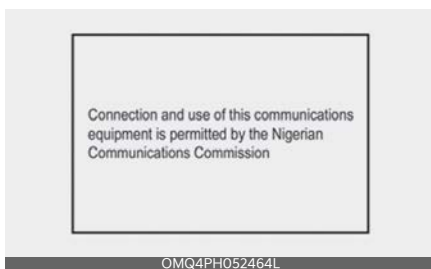 Connection and use of this communications
equipment is permitted by the Nigerian
Communications Commission
OMQ4PH052464L